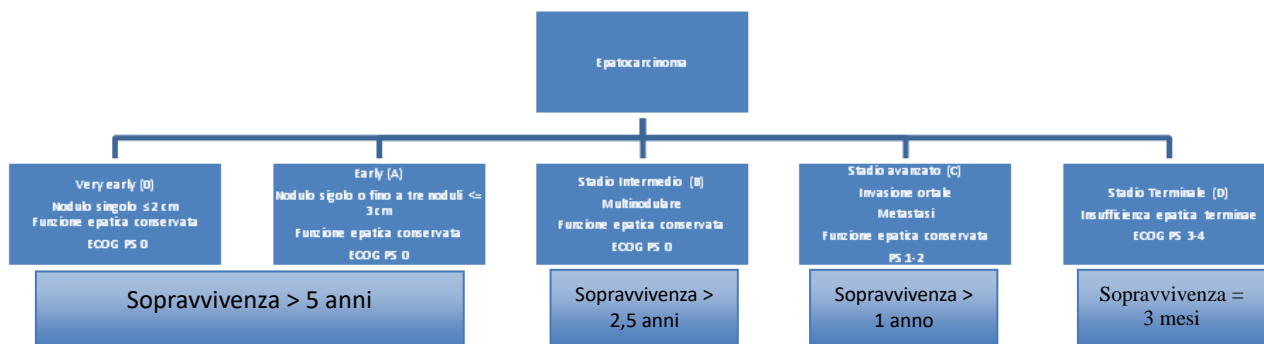 Epatocarcinoma
Very early (0)
Nodulo singolo ≤2 cm
Funzione epatica conservata
ECOG PS 0
Early (A)
Nodulo sigolo o fino a tre noduli <=
3cm
Funzione epatica conservata
ECOG PS 0
Stadio Intermedio (B)
Multinodulare
Funzione epatica conservata
ECOG PS 0
Stadio avanzato (C)
Invasione ortale
Metastasi
Funzione epatica conservata
PS 1-2
Stadio Terminale (D)
Insufficienza epatica terminae
ECOG PS 3-4
Sopravvivenza > 5 anni
Sopravvivenza >
2,5 anni
Sopravvivenza >
1 anno
Sopravvivenza =
3 mesi